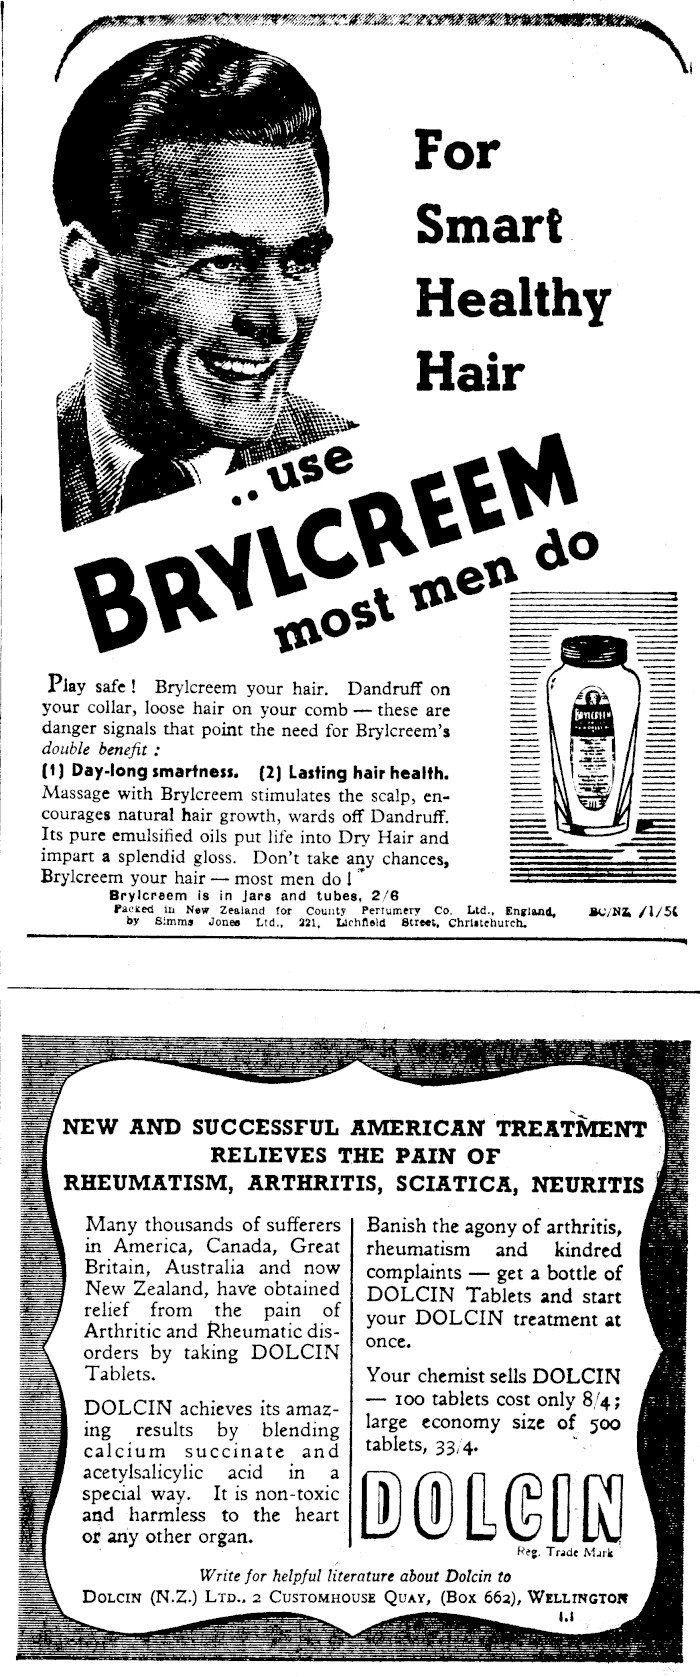 For
Smart
Healthy
Hair
.. use
BRYLCREEM
most men do
BRYLCREEM
Play safe! Brylcreem your hair. Dandruff on
your collar, loose hair on your comb — these are
danger signals that point the need for Brylcreem's
double benefit :
(1) Day-long smartness. (2) Lasting hair health.
Massage with Brylcreem stimulates the scalp, en-
courages natural hair growth, wards off Dandruff.
Its pure emulsified oils put life into Dry Hair and
impart a splendid gloss. Don't take any chances,
Brylcreem your hair — most men do !
Brylcreem is in jars and tubes, 2/6
Packed in New Zealand for County Perfumery Co. Ltd., England,
by Simms Jones Ltd., 221, Lichfield Street, Christchurch.
BC/NZ
NEW AND SUCCESSFUL AMERICAN TREATMENT
RELIEVES THE PAIN OF
RHEUMATISM, ARTHRITIS, SCIATICA, NEURITIS
Many thousands of sufferers
in America, Canada, Great
Britain, Australia and now
New Zealand, have obtained
relief from the pain of
Arthritic and Rheumatic dis-
orders by taking DOLCIN
Tablets.
DOLCIN achieves its amaz-
ing results by blending
calcium succinate and
acetylsalicylic acid in a
special way. It is non-toxic
and harmless to the heart
or any other organ.
Banish the agony of arthritis,
rheumatism and kindred
complaints — get a bottle of
DOLCIN Tablets and start
your DOLCIN treatment at
once.
Your chemist sells DOLCIN
— 100 tablets cost only 8/4;
large economy size of 500
tablets, 33/4.
DOLCIN
Reg. Trade Mark
Write for helpful literature about Dolcin to
DOLCIN (N.Z.) LTD., 2 CUSTOMHOUSE QUAY, (Box 662), WELLINGTON
1.1